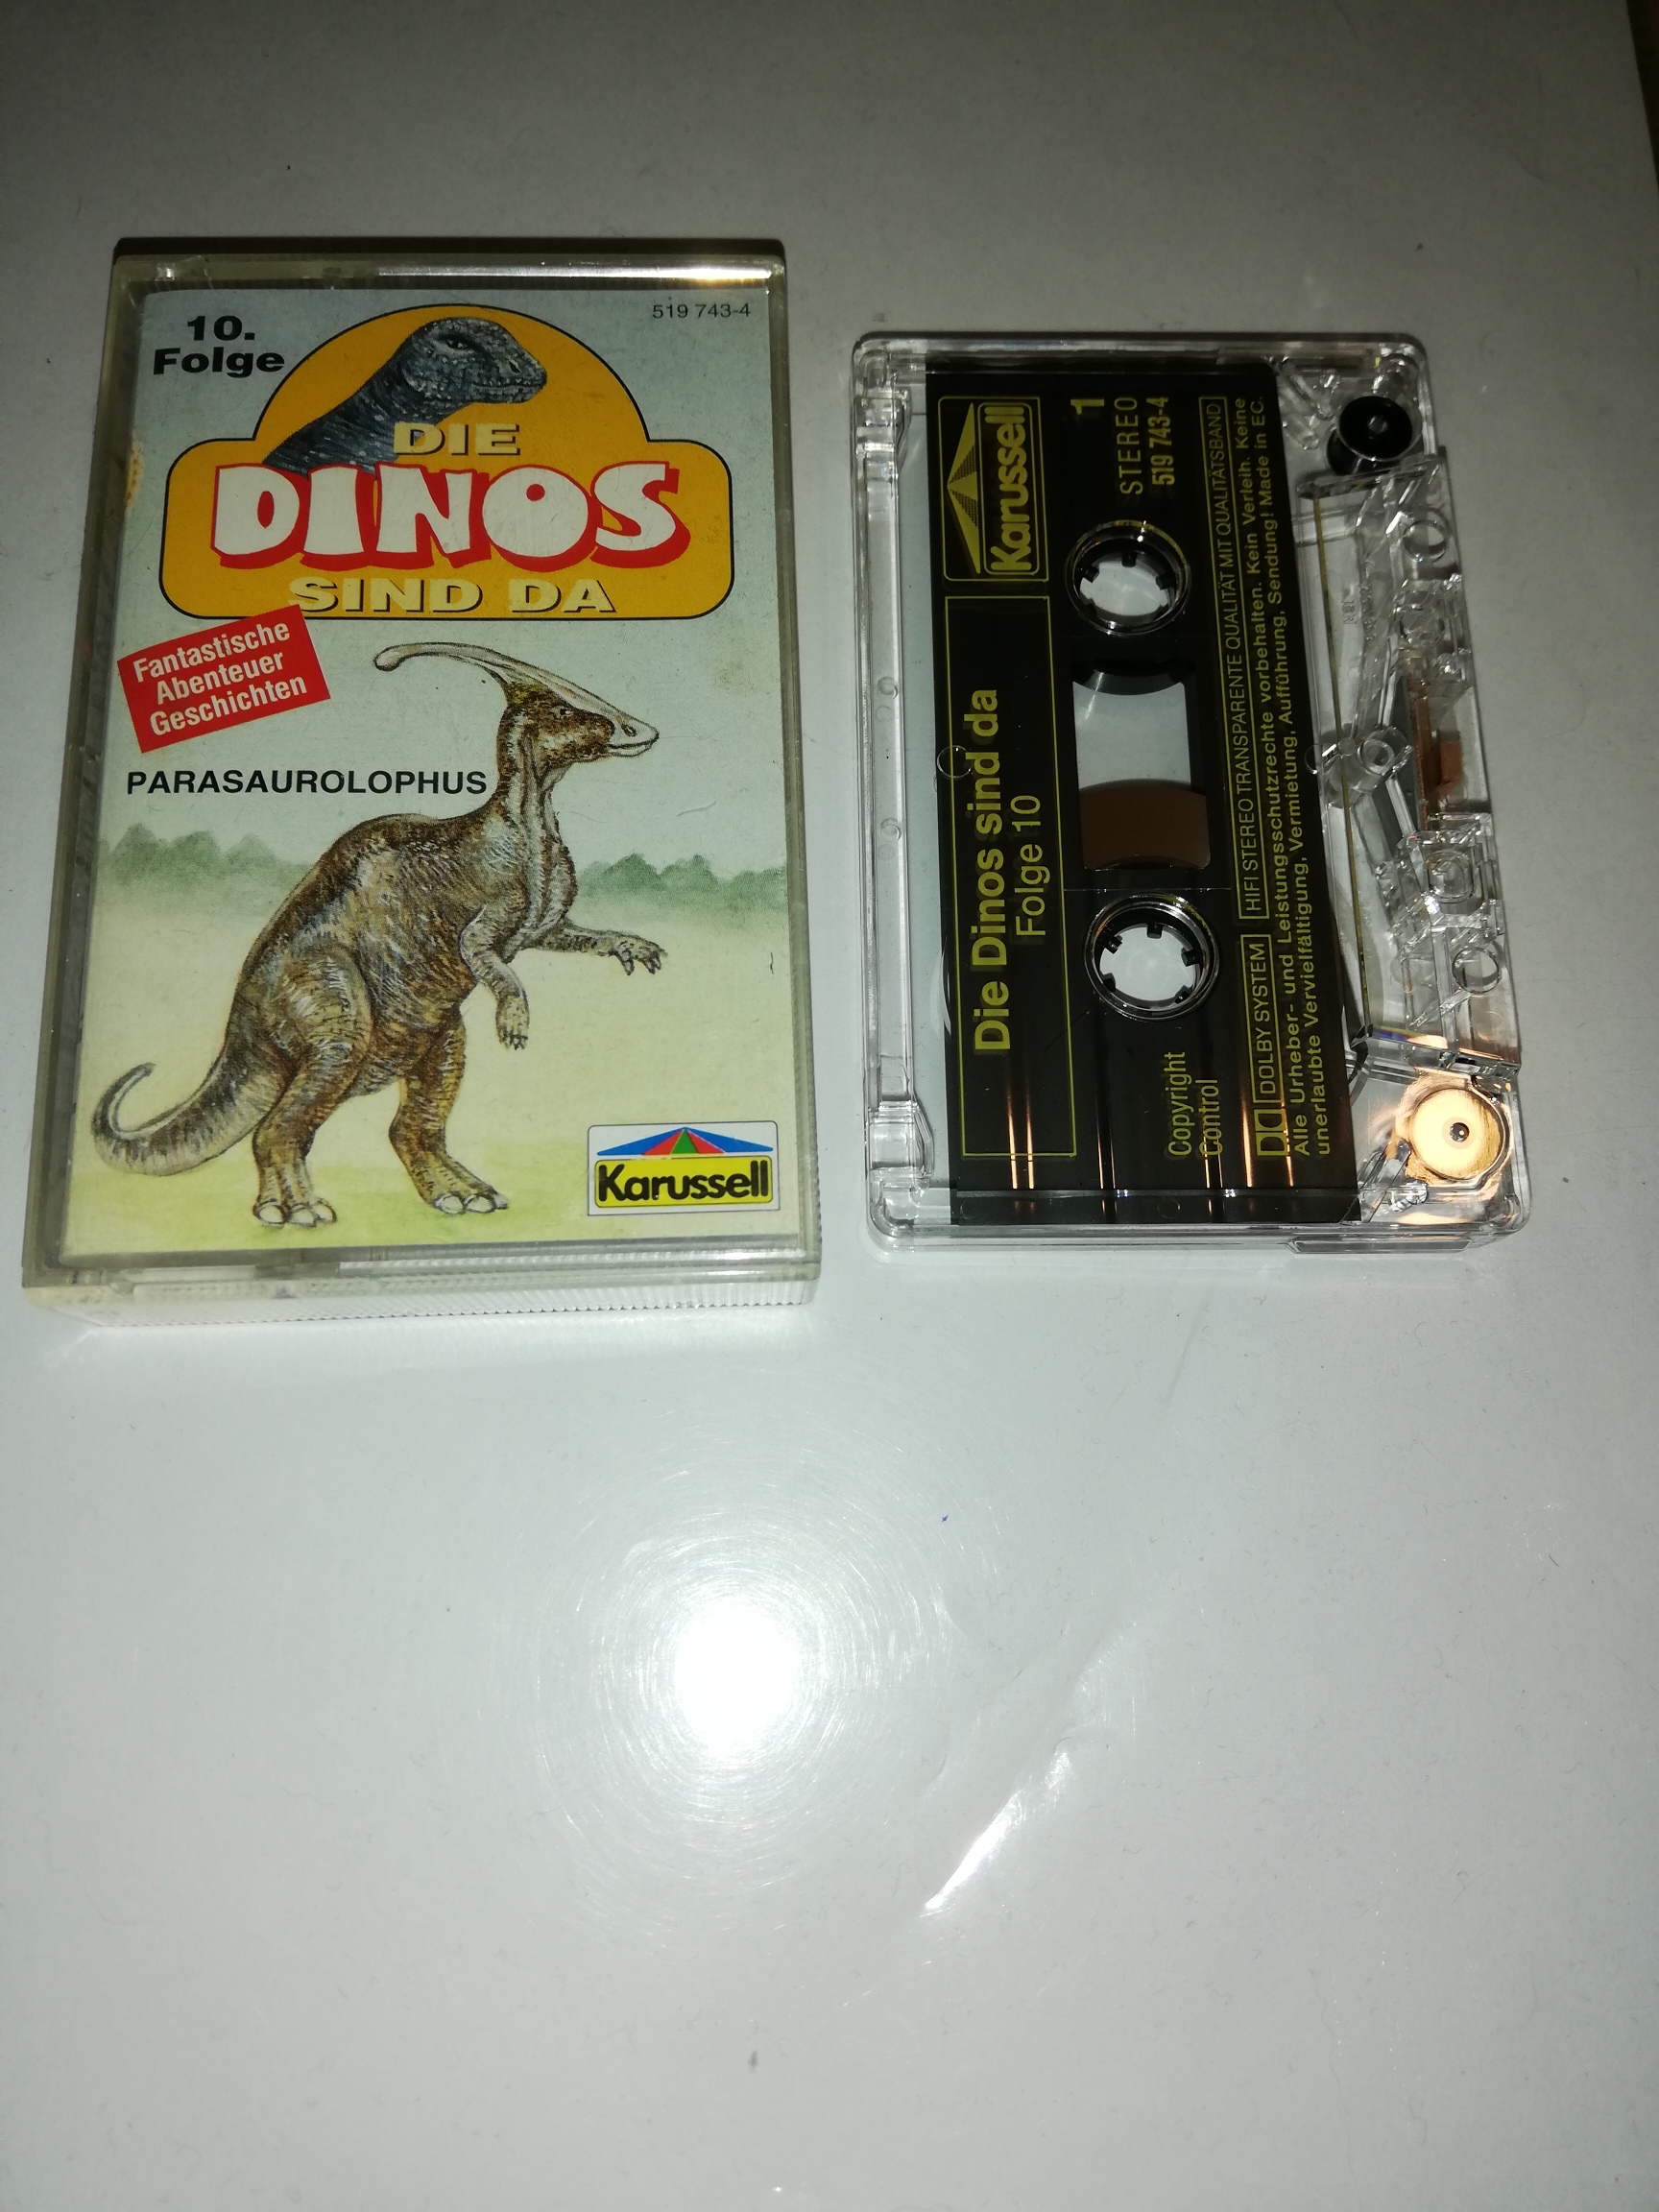 10.
Folge
519 743-4
DIE
DINOS
SIND DA
Fantastische
Abenteuer
Geschichten
PARASAUROLOPHUS
Karussell
Karussell
Die Dinos sind da
Folge 10
1
STEREO
519 743-4
Copyright
Control
DOLBY SYSTEM HIFI STEREO TRANSPARENTE QUALITÄT MIT QUALITÄTSBAND
Alle Urheber- und Leistungsschutzrechte vorbehalten. Kein Verleih. Keine
unerlaubte Vervielfältigung, Vermietung, Aufführung, Sendung! Made in EC.